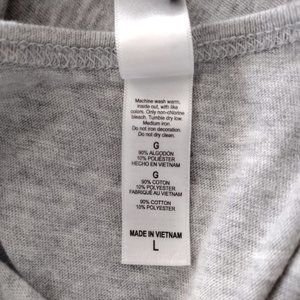 Machine wash warm,
inside out, with like
colors. Only non-chlorine
bleach. Tumble dry low.
Medium iron.
Do not iron decoration.
Do not dry clean.
G
90% ALGODÓN
10% POLIÉSTER
HECHO EN VIETNAM
G
90% COTON
10% POLYESTER
FABRIQUÉ AU VIETNAM
90% COTTON
10% POLYESTER
MADE IN VIETNAM
L